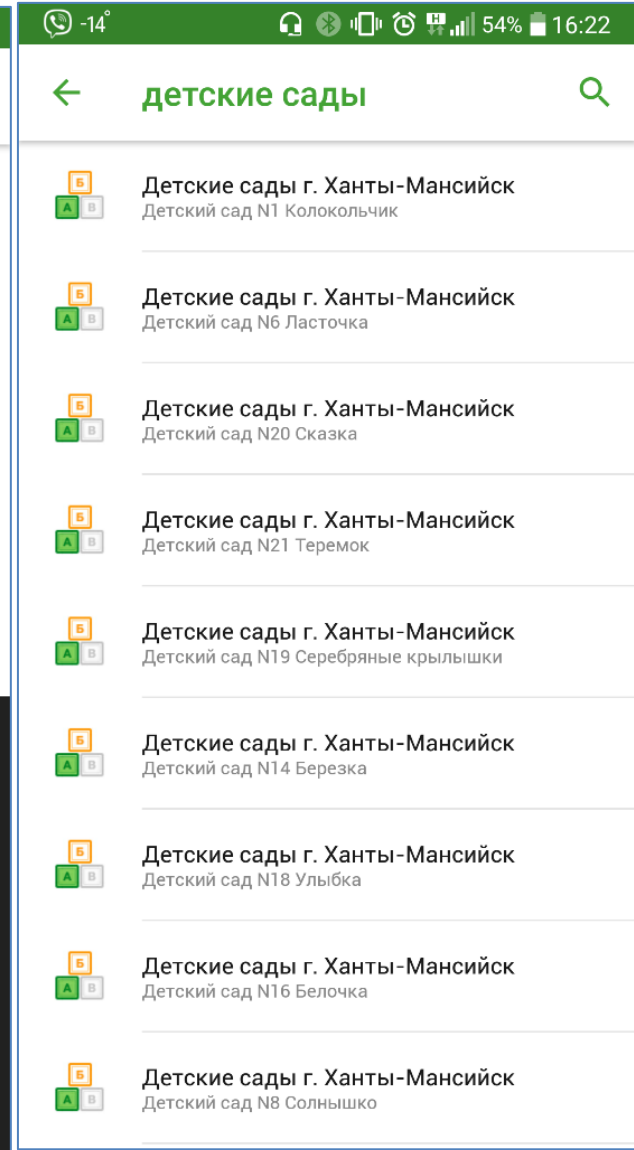 -14° 54% 16:22
детские сады
Детские сады г. Ханты-Мансийск
Детский сад N1 Колокольчик
Детские сады г. Ханты-Мансийск
Детский сад N6 Ласточка
Детские сады г. Ханты-Мансийск
Детский сад N20 Сказка
Детские сады г. Ханты-Мансийск
Детский сад N21 Теремок
Детские сады г. Ханты-Мансийск
Детский сад N19 Серебряные крылышки
Детские сады г. Ханты-Мансийск
Детский сад N14 Березка
Детские сады г. Ханты-Мансийск
Детский сад N18 Улыбка
Детские сады г. Ханты-Мансийск
Детский сад N16 Белочка
Детские сады г. Ханты-Мансийск
Детский сад N8 Солнышко